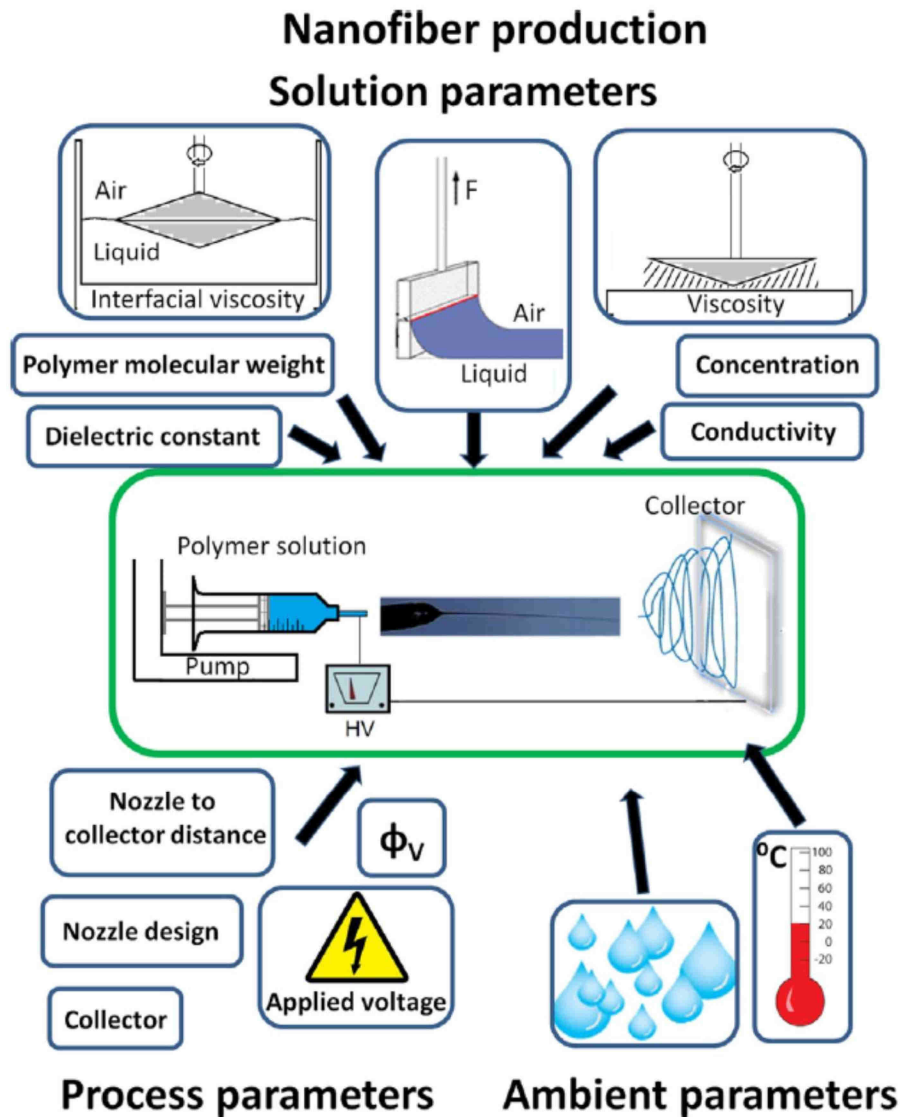 Nanofiber production
Solution parameters
Air
Liquid
Interfacial viscosity
F
Air
Liquid
Viscosity
Polymer molecular weight
Dielectric constant
Concentration
Conductivity
Polymer solution
Pump
HV
Collector
Nozzle to
collector distance
ϕV
Nozzle design
Applied voltage
Collector
⁰C
100
80
60
40
20
0
-20
Process parameters
Ambient parameters